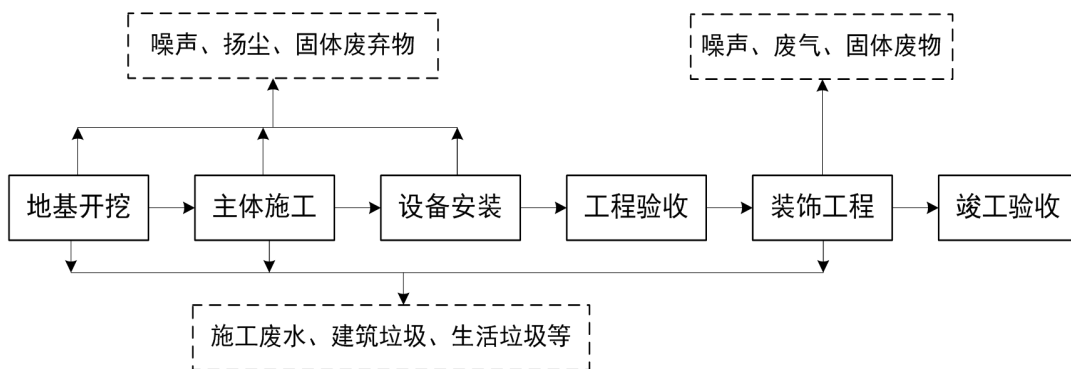 噪声、扬尘、固体废弃物
噪声、废气、固体废物
地基开挖
主体施工
设备安装
工程验收
装饰工程
竣工验收
施工废水、建筑垃圾、生活垃圾等